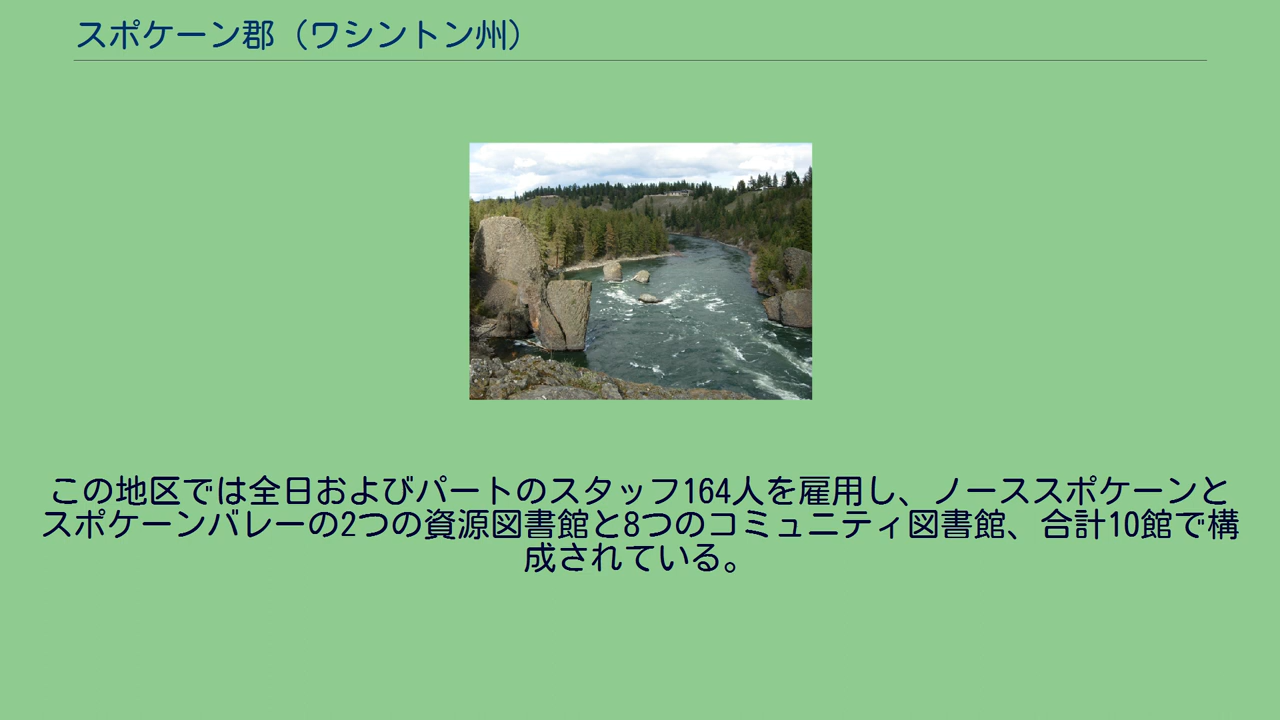 スポケーン郡（ワシントン州）
この地区では全日およびパートのスタッフ164人を雇用し、ノーススポケーンと
スポケーンバレーの2つの資源図書館と8つのコミュニティ図書館、合計10館で構
成されている。